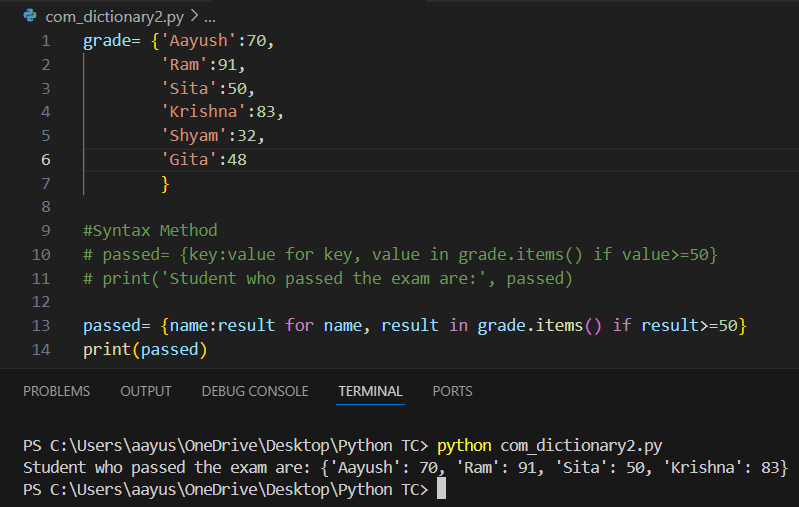 com_dictionary2.py > ...
1 grade= {'Aayush':70,
2 'Ram':91,
3 'Sita':50,
4 'Krishna':83,
5 'Shyam':32,
6 'Gita':48
7 }
8
9 #Syntax Method
10 # passed= {key:value for key, value in grade.items() if value>=50}
11 # print('Student who passed the exam are:', passed)
12
13 passed= {name:result for name, result in grade.items() if result>=50}
14 print(passed)
PROBLEMS OUTPUT DEBUG CONSOLE TERMINAL PORTS
PS C:\Users\aayus\OneDrive\Desktop\Python TC> python com_dictionary2.py
Student who passed the exam are: {'Aayush': 70, 'Ram': 91, 'Sita': 50, 'Krishna': 83}
PS C:\Users\aayus\OneDrive\Desktop\Python TC>